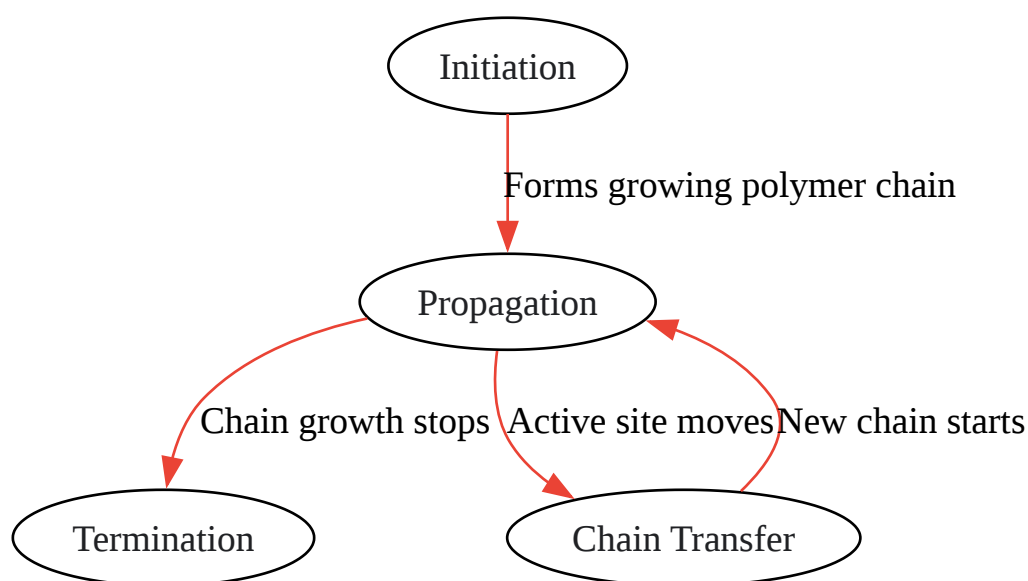 Initiation
Forms growing polymer chain
Propagation
Chain growth stops
Active site moves
New chain starts
Termination
Chain Transfer